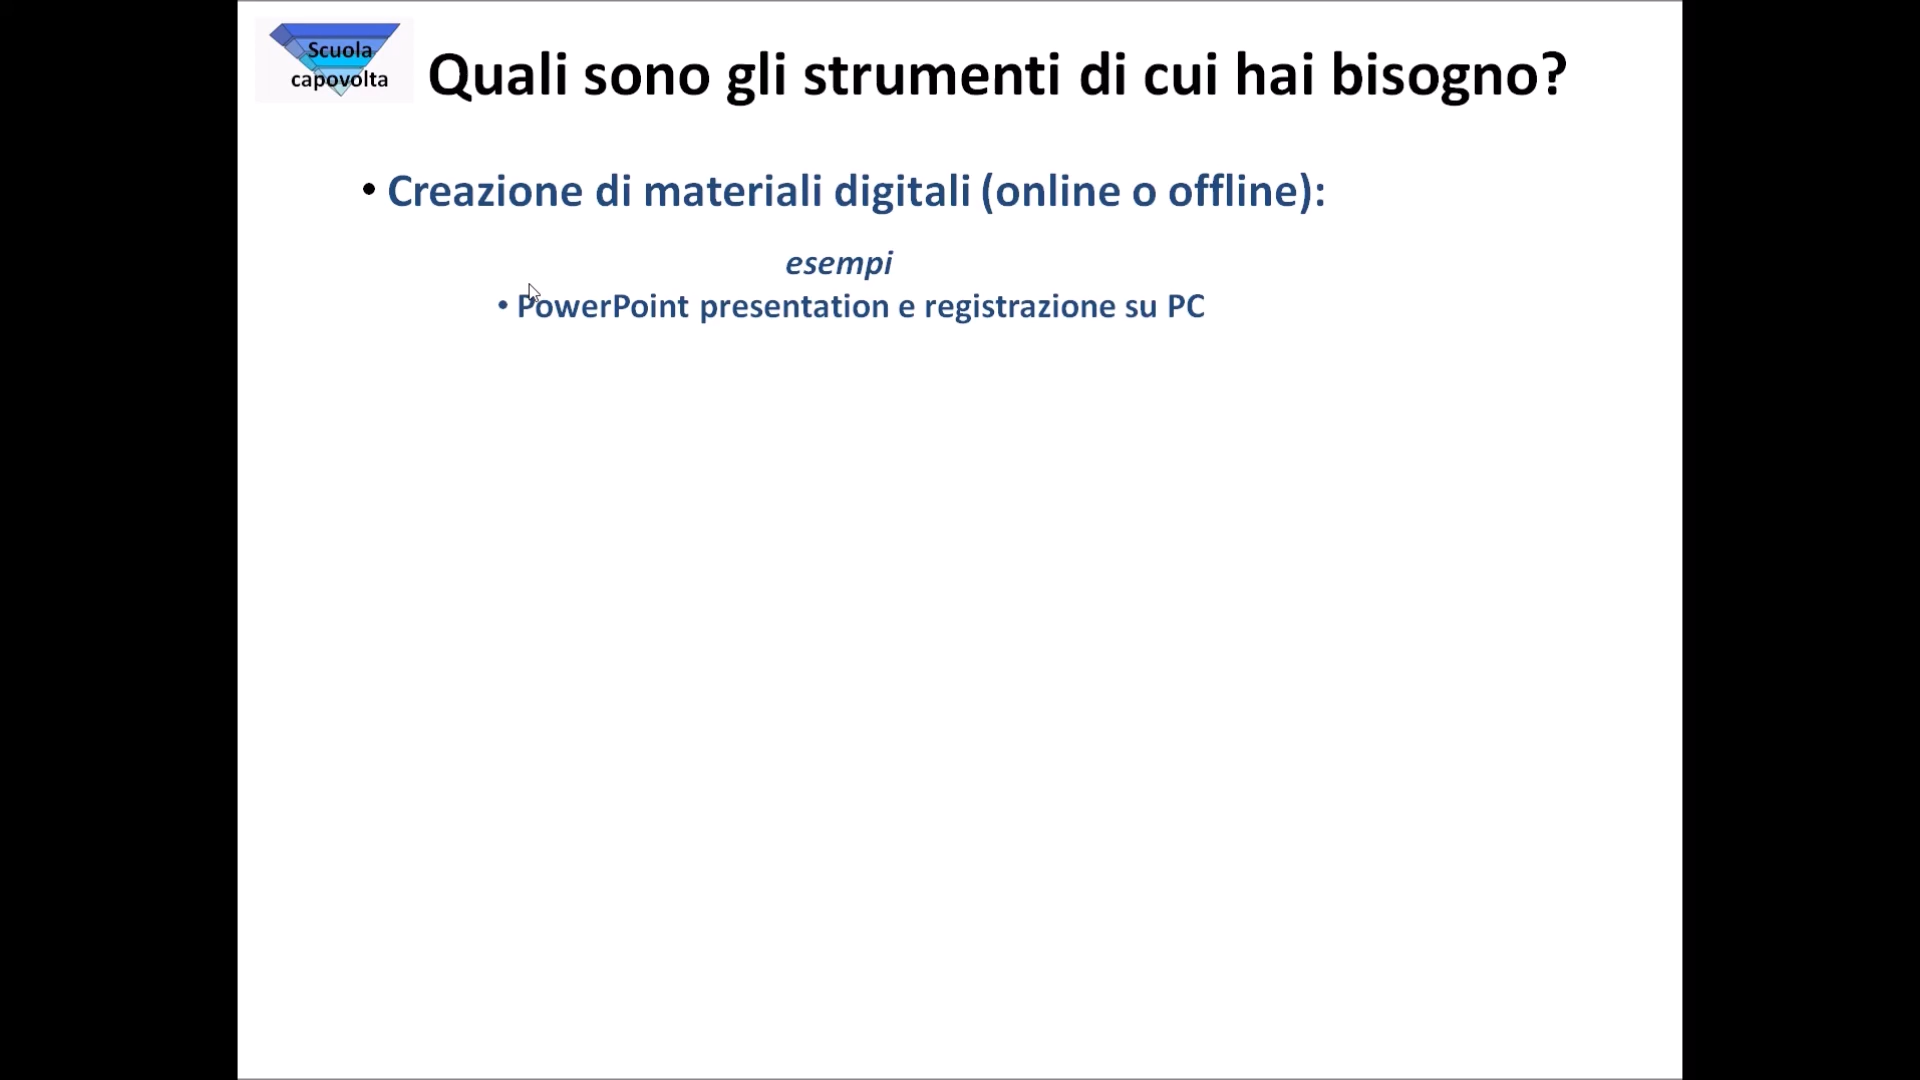 Scuola
capovolta
Quali sono gli strumenti di cui hai bisogno?
• Creazione di materiali digitali (online o offline):
esempi
• PowerPoint presentation e registrazione su PC